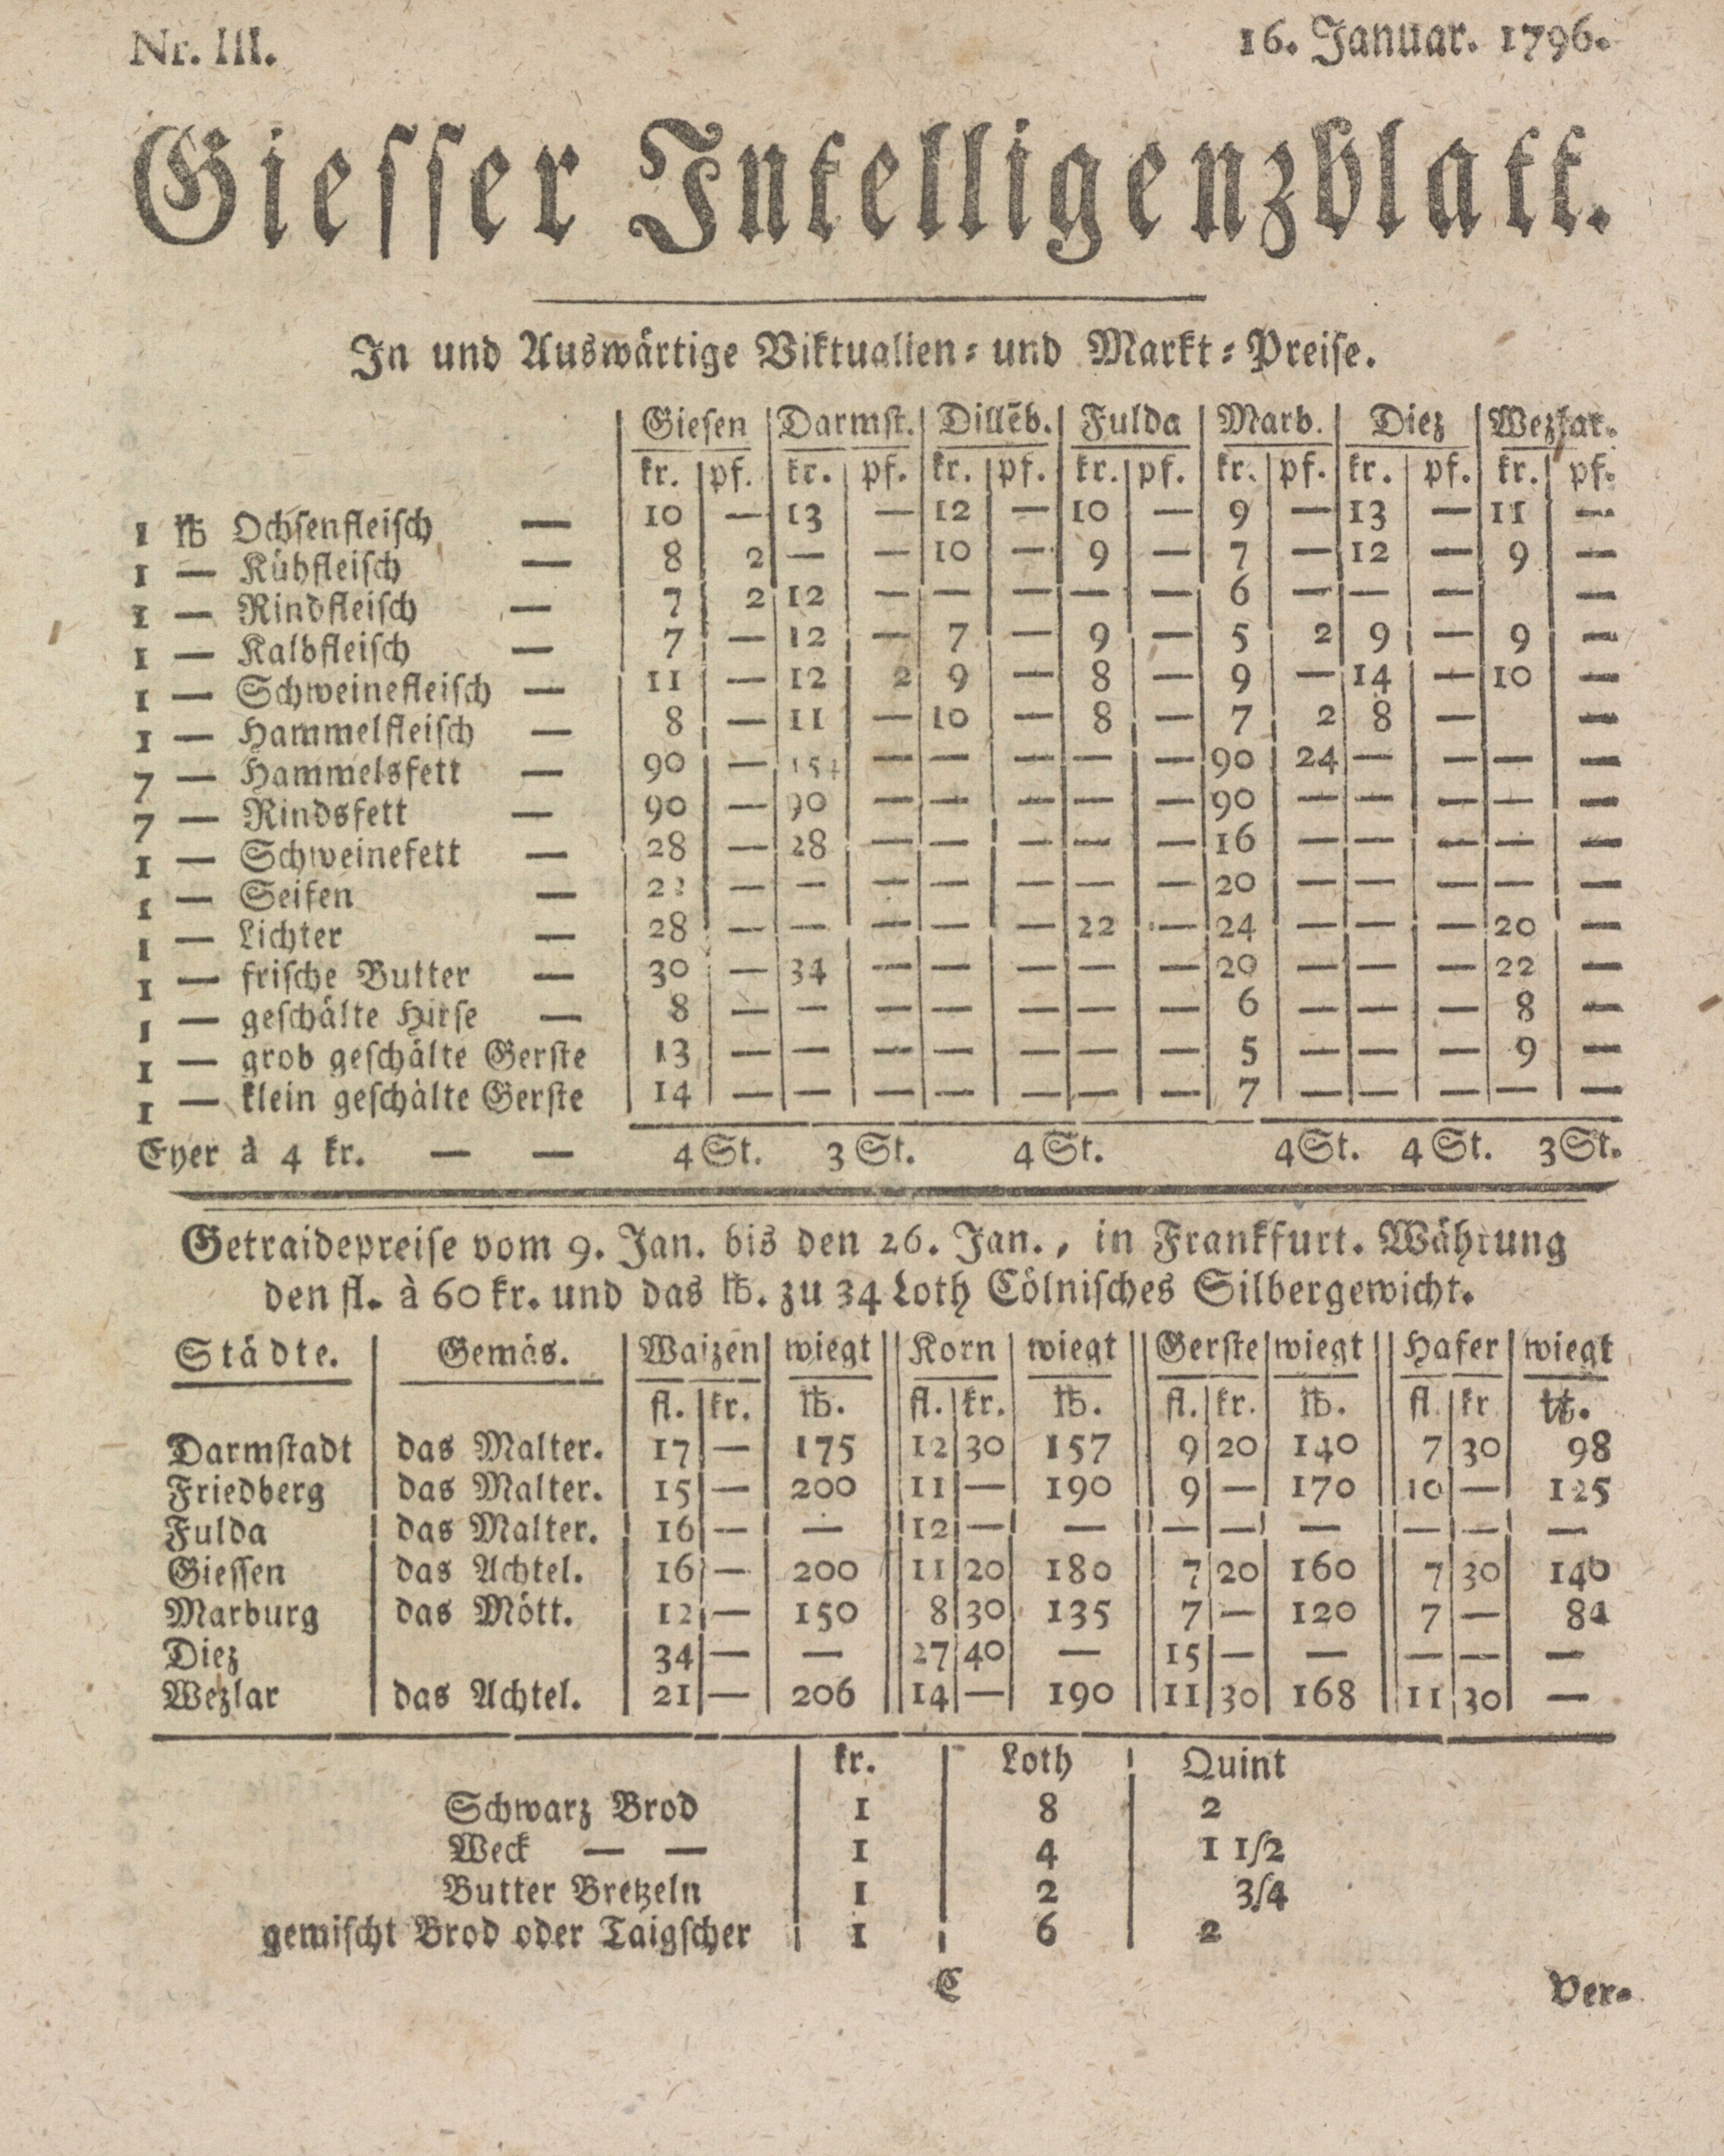 Nr. III. 16. Januar. 1796.
Giesser Intelligenzblatt.
In und Auswärtige Viktualien- und Markt-Preise.
Giesen Darmst. Dillēb. Fulda Marb. Diez Wezlar.
kr. pf. kr. pf. kr. pf. kr. pf. kr. pf. kr. pf. kr. pf.
1 ℔ Ochsenfleisch — 10 — 13 — 12 — 10 — 9 — 13 — 11 —
1 — Kühfleisch — 8 2 — — 10 — 9 — 7 — 12 — 9 —
1 — Rindfleisch — 7 2 12 — — — — — 6 — — — —
1 — Kalbfleisch — 7 — 12 — 7 — 9 — 5 2 9 — 9 —
1 — Schweinefleisch — 11 — 12 2 9 — 8 — 9 — 14 — 10 —
1 — Hammelfleisch — 8 — 11 — 10 — 8 — 7 2 8 — —
7 — Hammelsfett — 90 — 154 — — — — — 90 24 — — — —
7 — Rindsfett — 90 — 90 — — — — — 90 — — — — —
1 — Schweinefett — 28 — 28 — — — — — 16 — — — — —
1 — Seifen — — — — — — — — 20 — — — — —
1 — Lichter — 28 — — — — — 22 — 24 — — — 20 —
1 — frische Butter — 30 — 34 — — — — — 20 — — — 22 —
1 — geschälte Hirse — 8 — — — — — — — 6 — — — 8 —
1 — grob geschälte Gerste 13 — — — — — — — 5 — — — 9 —
1 — klein geschälte Gerste 14 — — — — — — — 7 — — — — —
Eyer à 4 kr. — — 4 St. 3 St. 4 St. 4 St. 4 St. 3 St.
Getraidepreise vom 9. Jan. bis den 26. Jan., in Frankfurt. Währung
den fl. à 60 kr. und das ℔. zu 34 Loth Cölnisches Silbergewicht.
Städte. Gemäs. Waizen wiegt Korn wiegt Gerste wiegt Hafer wiegt
fl. kr. ℔. fl. kr. ℔. fl. kr. ℔. fl. kr ℔.
Darmstadt das Malter. 17 — 175 12 30 157 9 20 140 7 30 98
Friedberg das Malter. 15 — 200 11 — 190 9 — 170 10 — 125
Fulda das Malter. 16 — — 12 — — — — — — — —
Giessen das Achtel. 16 — 200 11 20 180 7 20 160 7 30 140
Marburg das Mött. 12 — 150 8 30 135 7 — 120 7 — 84
Diez 34 — — 27 40 — 15 — — — — —
Wezlar das Achtel. 21 — 206 14 — 190 11 30 168 11 30 —
kr. Loth Quint
Schwarz Brod 1 8 2
Weck — — 1 4 1 1/2
Butter Bretzeln 1 2 3/4
gemischt Brod oder Taigscher 1 6 2
C Ver-